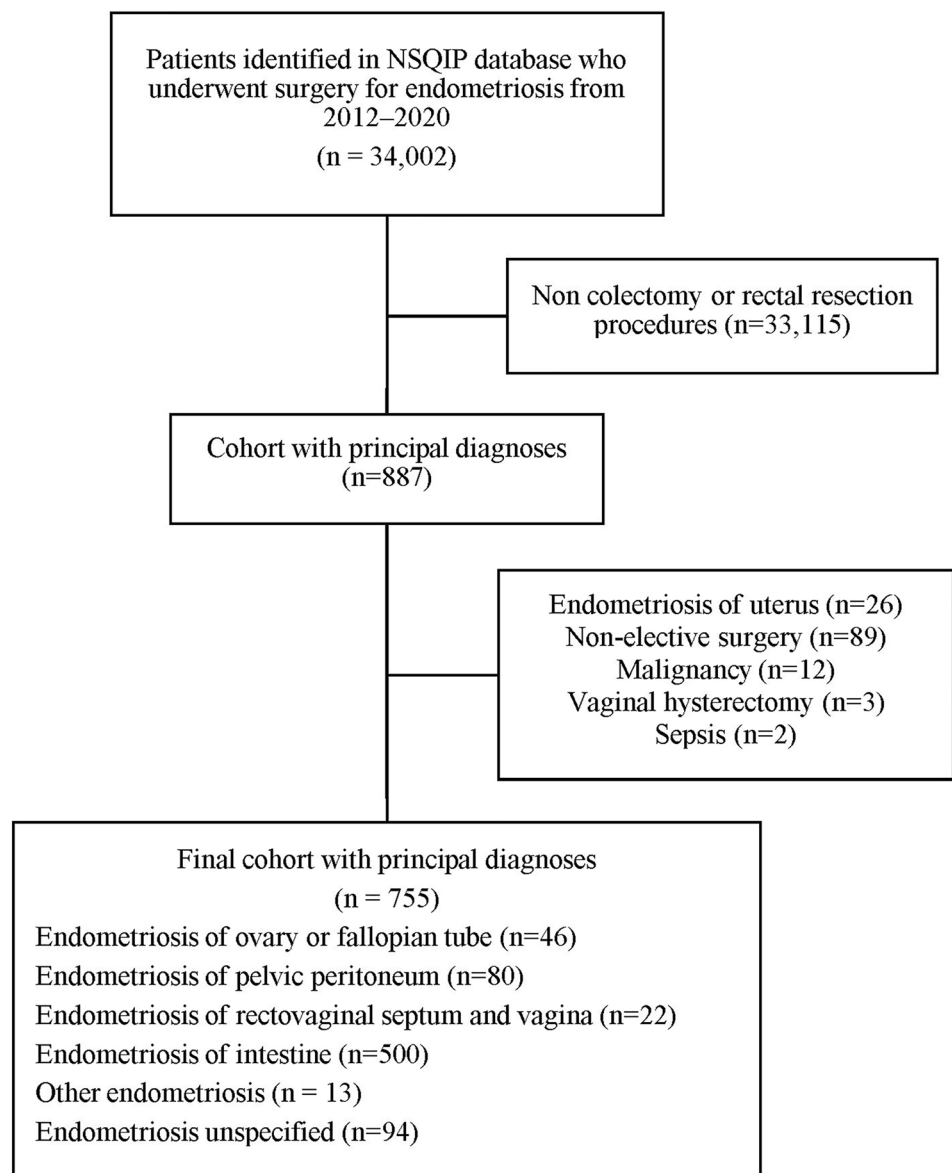 Patients identified in NSQIP database who
underwent surgery for endometriosis from
2012–2020
(n = 34,002)
Non colectomy or rectal resection
procedures (n=33,115)
Cohort with principal diagnoses
(n=887)
Endometriosis of uterus (n=26)
Non-elective surgery (n=89)
Malignancy (n=12)
Vaginal hysterectomy (n=3)
Sepsis (n=2)
Final cohort with principal diagnoses
(n = 755)
Endometriosis of ovary or fallopian tube (n=46)
Endometriosis of pelvic peritoneum (n=80)
Endometriosis of rectovaginal septum and vagina (n=22)
Endometriosis of intestine (n=500)
Other endometriosis (n = 13)
Endometriosis unspecified (n=94)